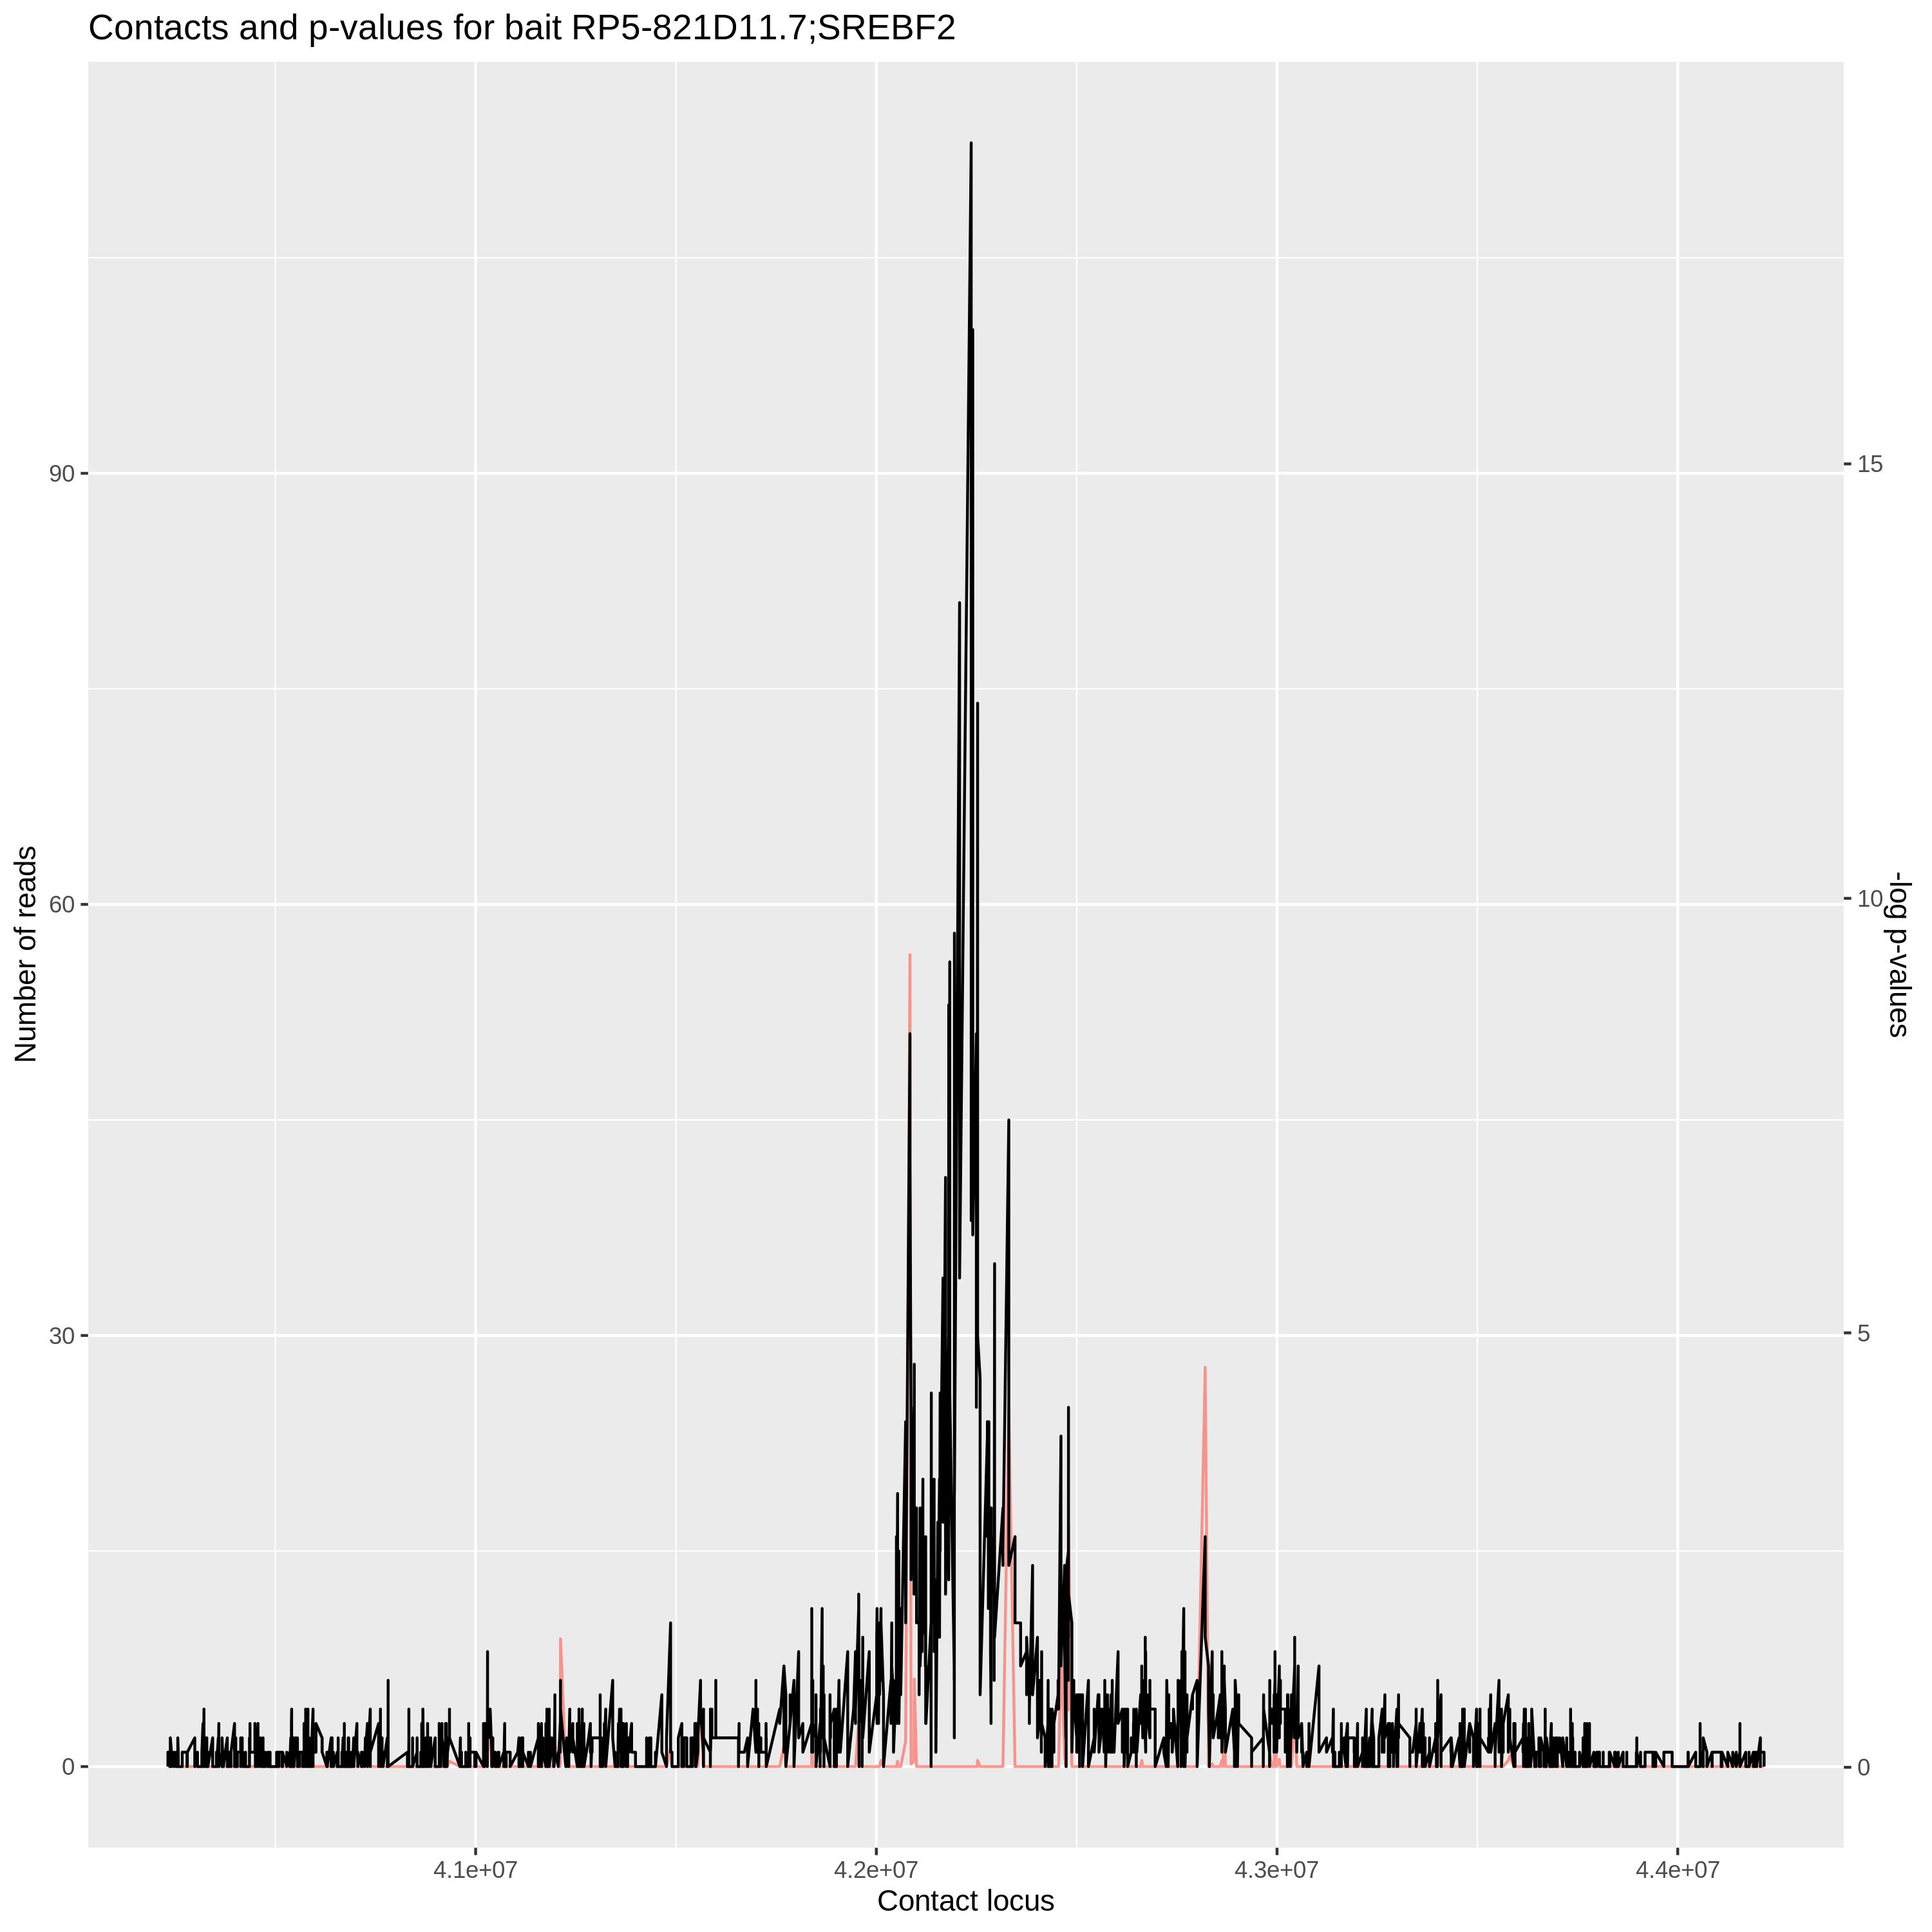 Contacts and p-values for bait RP5-821D11.7;SREBF2
90
60
30
0
Number of reads
15
10
5
0
-log p-values
4.1e+07
4.2e+07
4.3e+07
4.4e+07
Contact locus